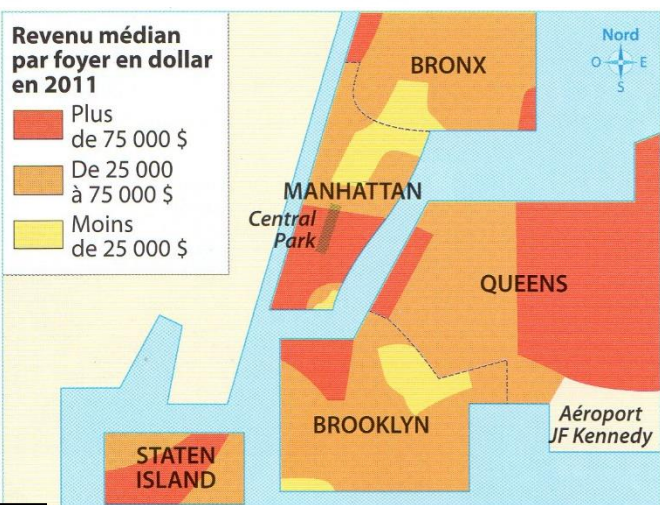 Revenu médian
par foyer en dollar
en 2011
Plus
de 75 000 $
De 25 000
à 75 000 $
Moins
de 25 000 $
Nord
O
E
S
BRONX
MANHATTAN
Central
Park
QUEENS
BROOKLYN
Aéroport
JF Kennedy
STATEN
ISLAND